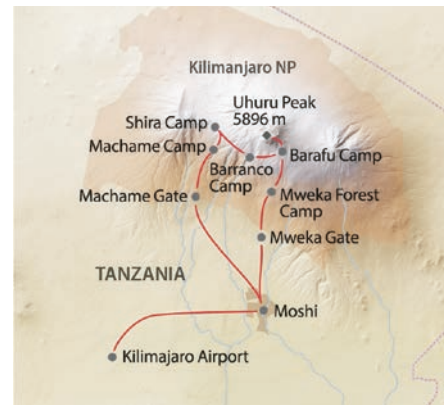 Kilimanjaro NP
Uhuru Peak
5896 m
Shira Camp
Machame Camp
Barafu Camp
Barranco
Camp
Machame Gate
Mweka Forest
Camp
Mweka Gate
TANZANIA
Moshi
Kilimajaro Airport